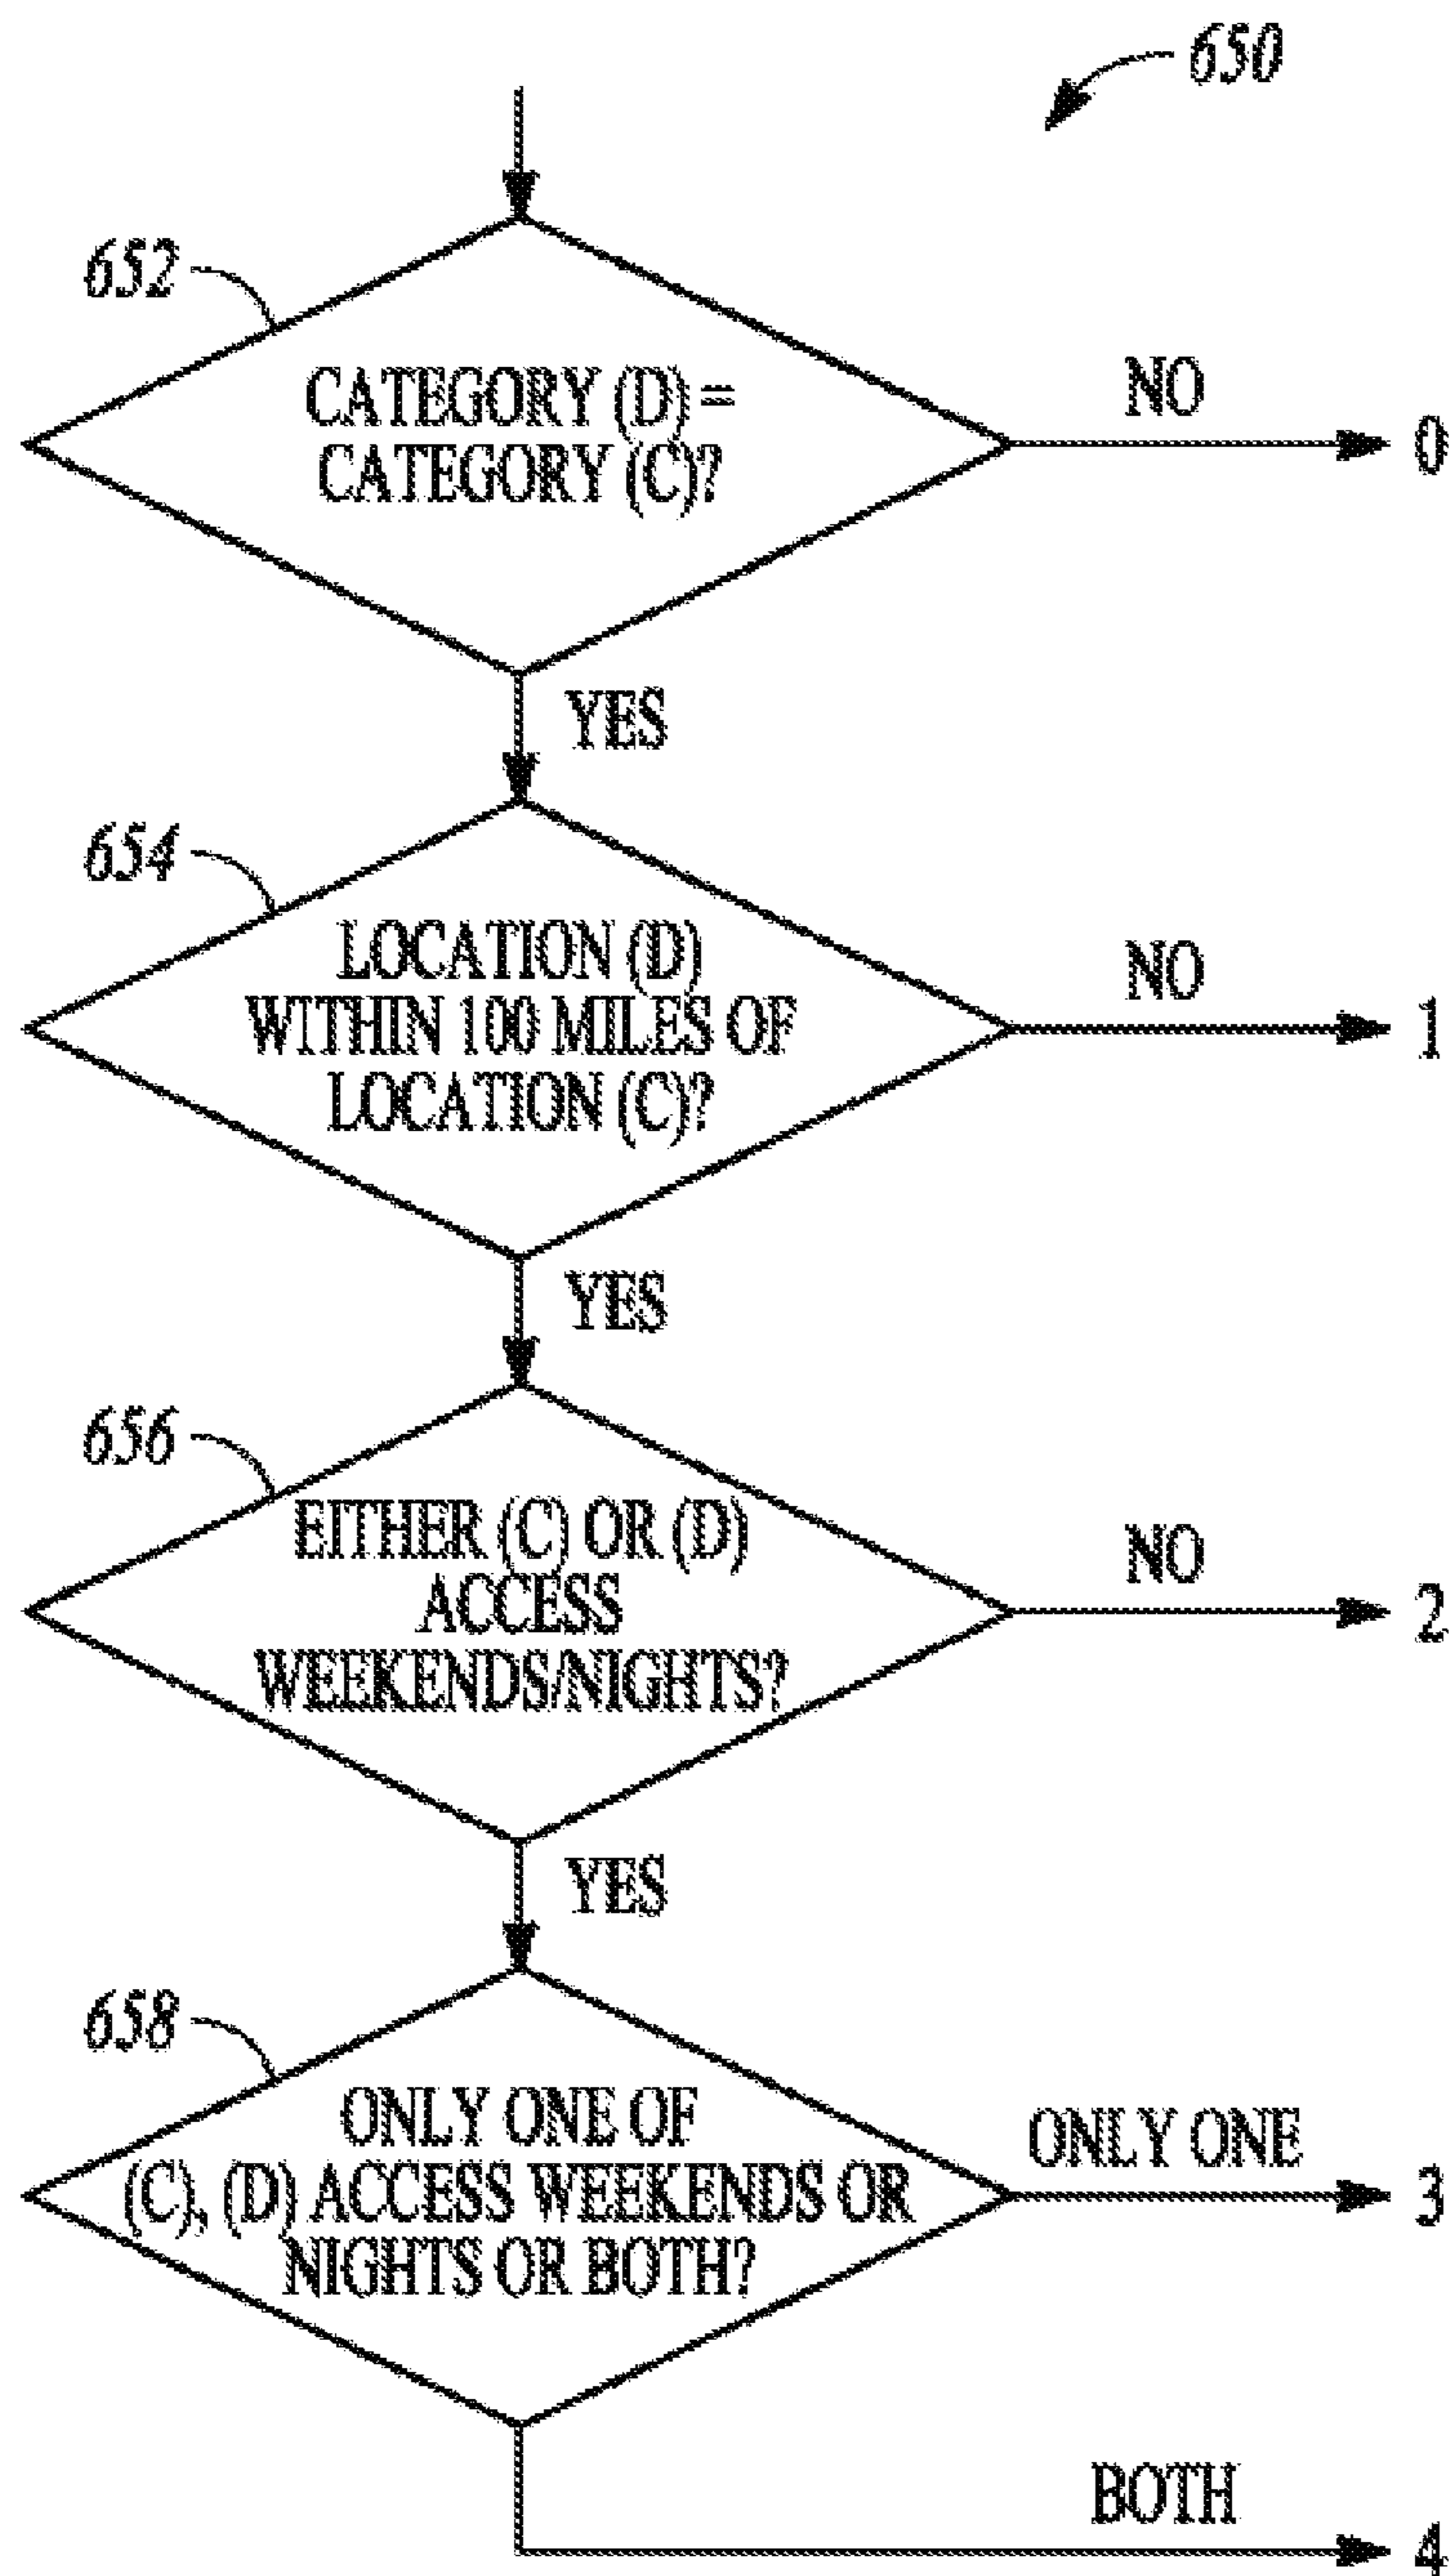 650
652
CATEGORY (D) =
CATEGORY (C)?
NO
0
YES
654
LOCATION (D)
WITHIN 100 MILES OF
LOCATION (C)?
NO
1
YES
656
EITHER (C) OR (D)
ACCESS
WEEKENDS/NIGHTS?
NO
2
YES
658
ONLY ONE OF
(C), (D) ACCESS WEEKENDS OR
NIGHTS OR BOTH?
ONLY ONE
3
BOTH
4